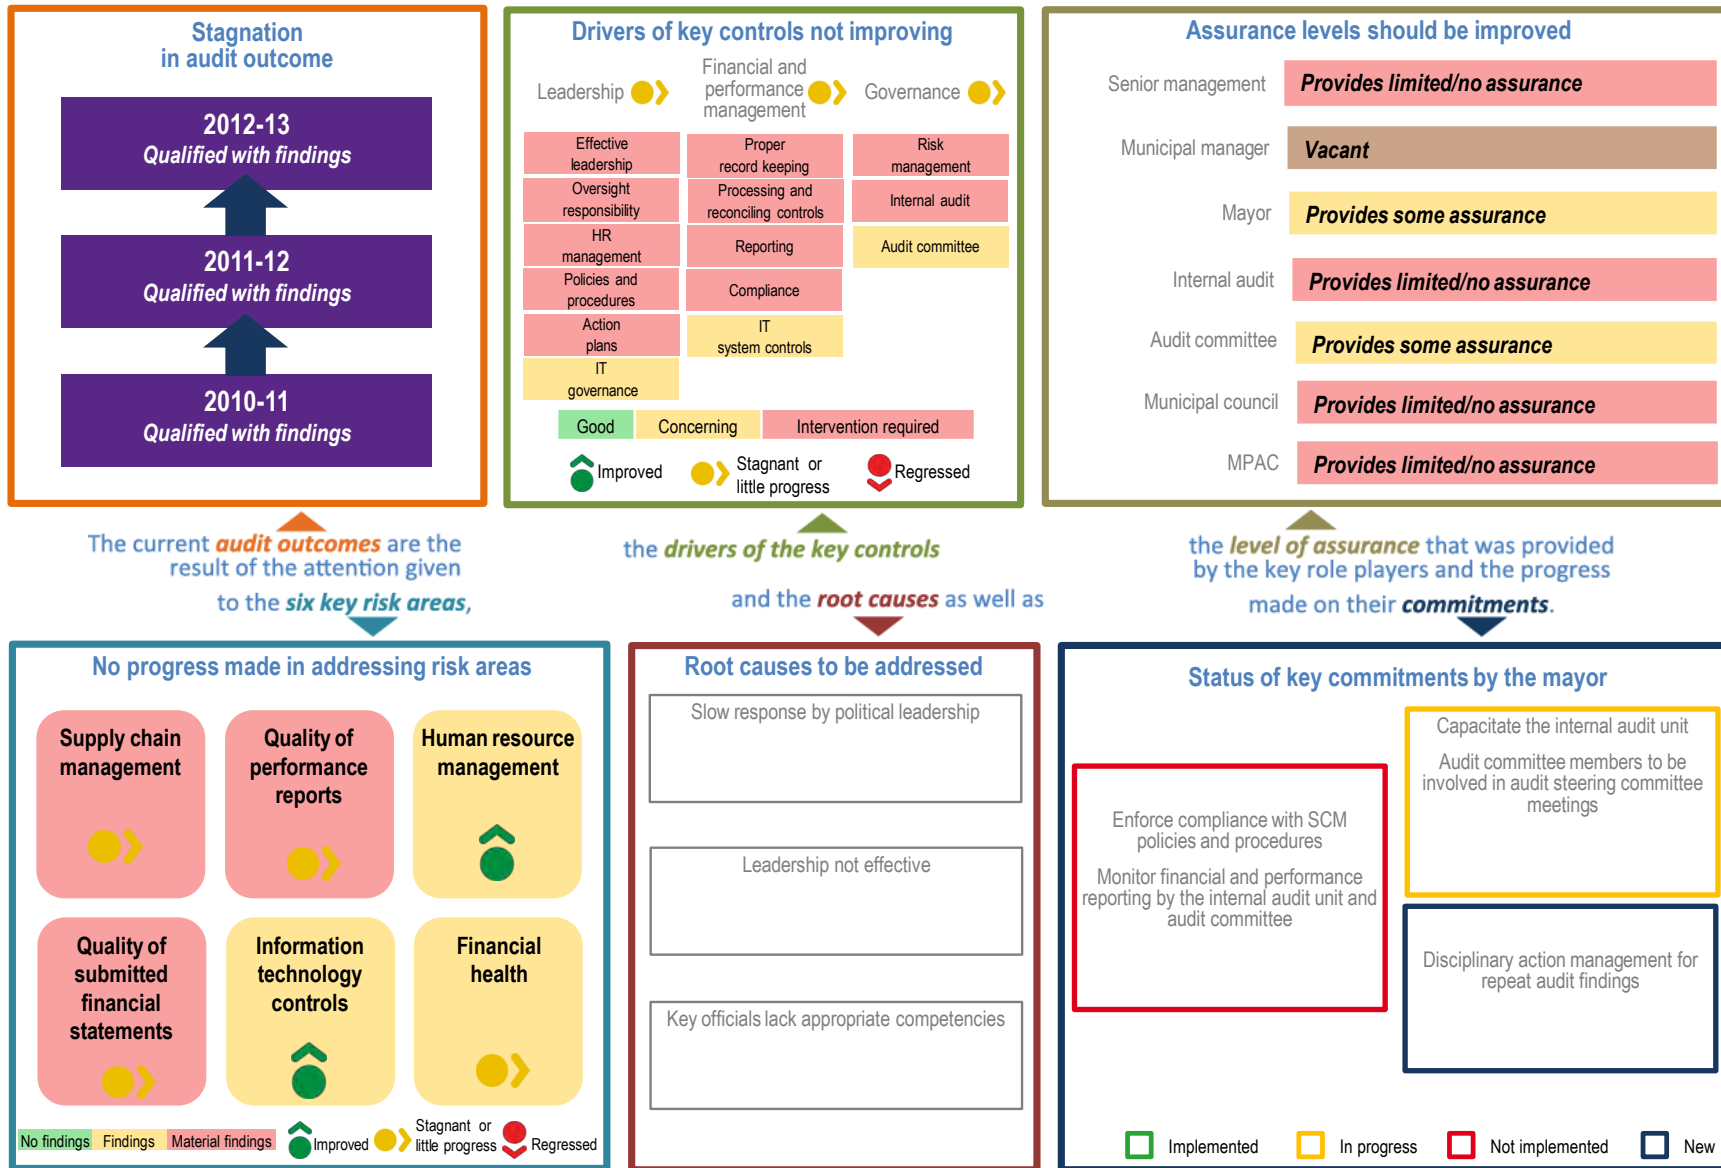 Stagnation
in audit outcome
2012-13
Qualified with findings
2011-12
Qualified with findings
2010-11
Qualified with findings
Drivers of key controls not improving
Leadership
Financial and
performance
management
Governance
Effective
leadership
Oversight
responsibility
HR
management
Policies and
procedures
Action
plans
IT
governance
Proper
record keeping
Processing and
reconciling controls
Reporting
Compliance
IT
system controls
Risk
management
Internal audit
Audit committee
Good
Concerning
Intervention required
Improved
Stagnant or
little progress
Regressed
Assurance levels should be improved
Senior management
Provides limited/no assurance
Municipal manager
Vacant
Mayor
Provides some assurance
Internal audit
Provides limited/no assurance
Audit committee
Provides some assurance
Municipal council
Provides limited/no assurance
MPAC
Provides limited/no assurance
The current audit outcomes are the
result of the attention given
to the six key risk areas,
the drivers of the key controls
and the root causes as well as
the level of assurance that was provided
by the key role players and the progress
made on their commitments.
No progress made in addressing risk areas
Supply chain
management
Quality of
performance
reports
Human resource
management
Quality of
submitted
financial
statements
Information
technology
controls
Financial
health
No findings
Findings
Material findings
Improved
Stagnant or
little progress
Regressed
Root causes to be addressed
Slow response by political leadership
Leadership not effective
Key officials lack appropriate competencies
Status of key commitments by the mayor
Enforce compliance with SCM
policies and procedures
Monitor financial and performance
reporting by the internal audit unit and
audit committee
Capacitate the internal audit unit
Audit committee members to be
involved in audit steering committee
meetings
Disciplinary action management for
repeat audit findings
Implemented
In progress
Not implemented
New